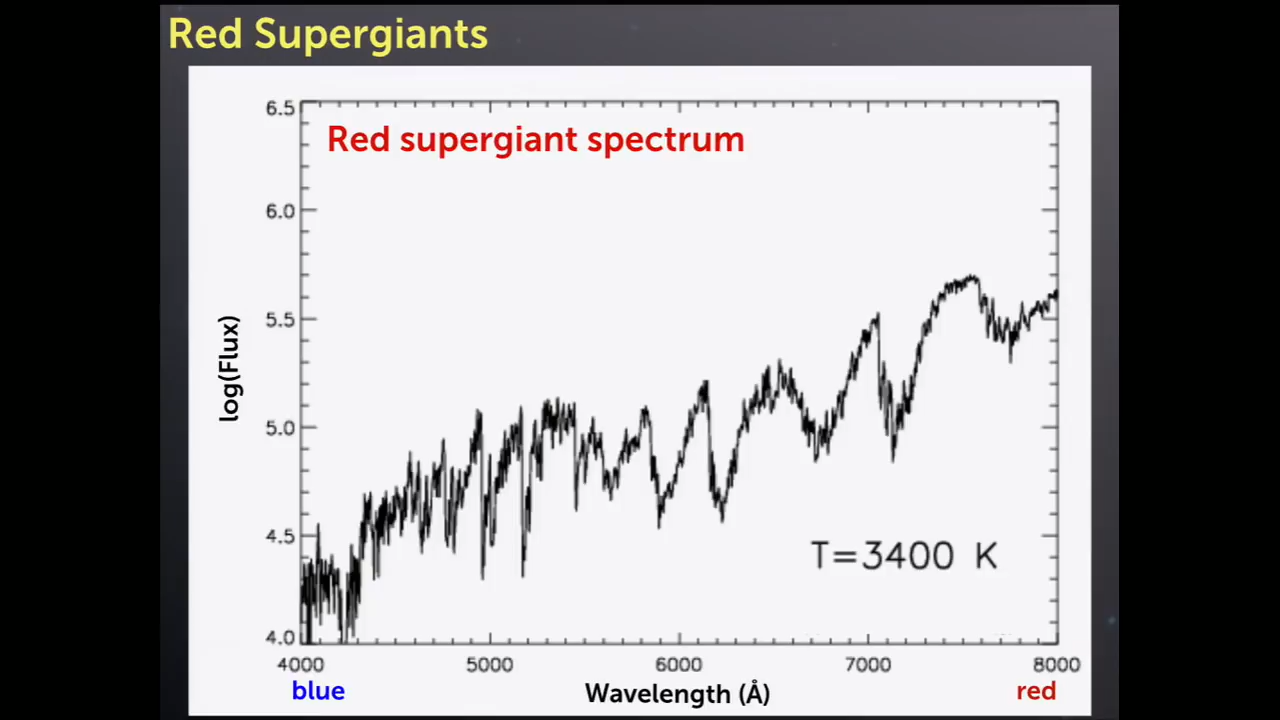 Red Supergiants
Red supergiant spectrum
6.5
6.0
5.5
5.0
4.5
4.0
log(Flux)
T=3400 K
4000 5000 6000 7000 8000
blue Wavelength (Å) red